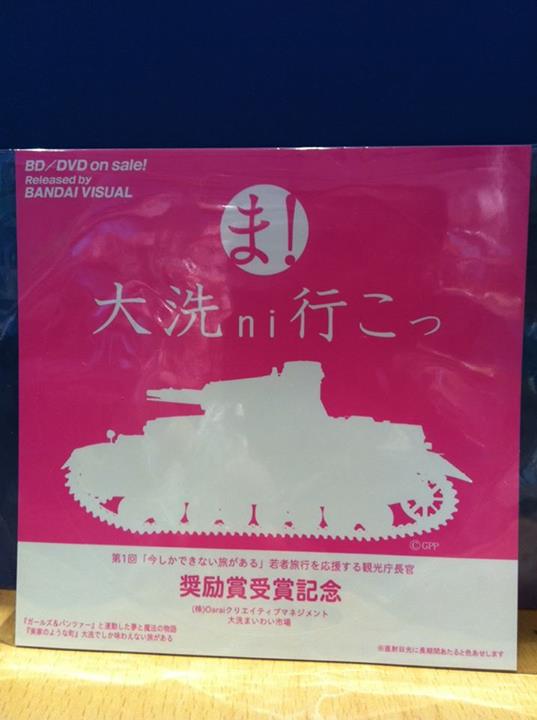 BD/DVD on sale!
Released by
BANDAI VISUAL
ま!
大洗ni行こっ
©GPP
第1回「今しかできない旅がある」若者旅行を応援する観光庁長官
奨励賞受賞記念
(株)Oaraiクリエイティブマネジメント
大洗まいわい市場
『ガールズ&パンツァー』と連動した夢と魔法の物語
『実家のような町』大洗でしか味わえない旅がある
※直射日光に長期間あたると色あせします